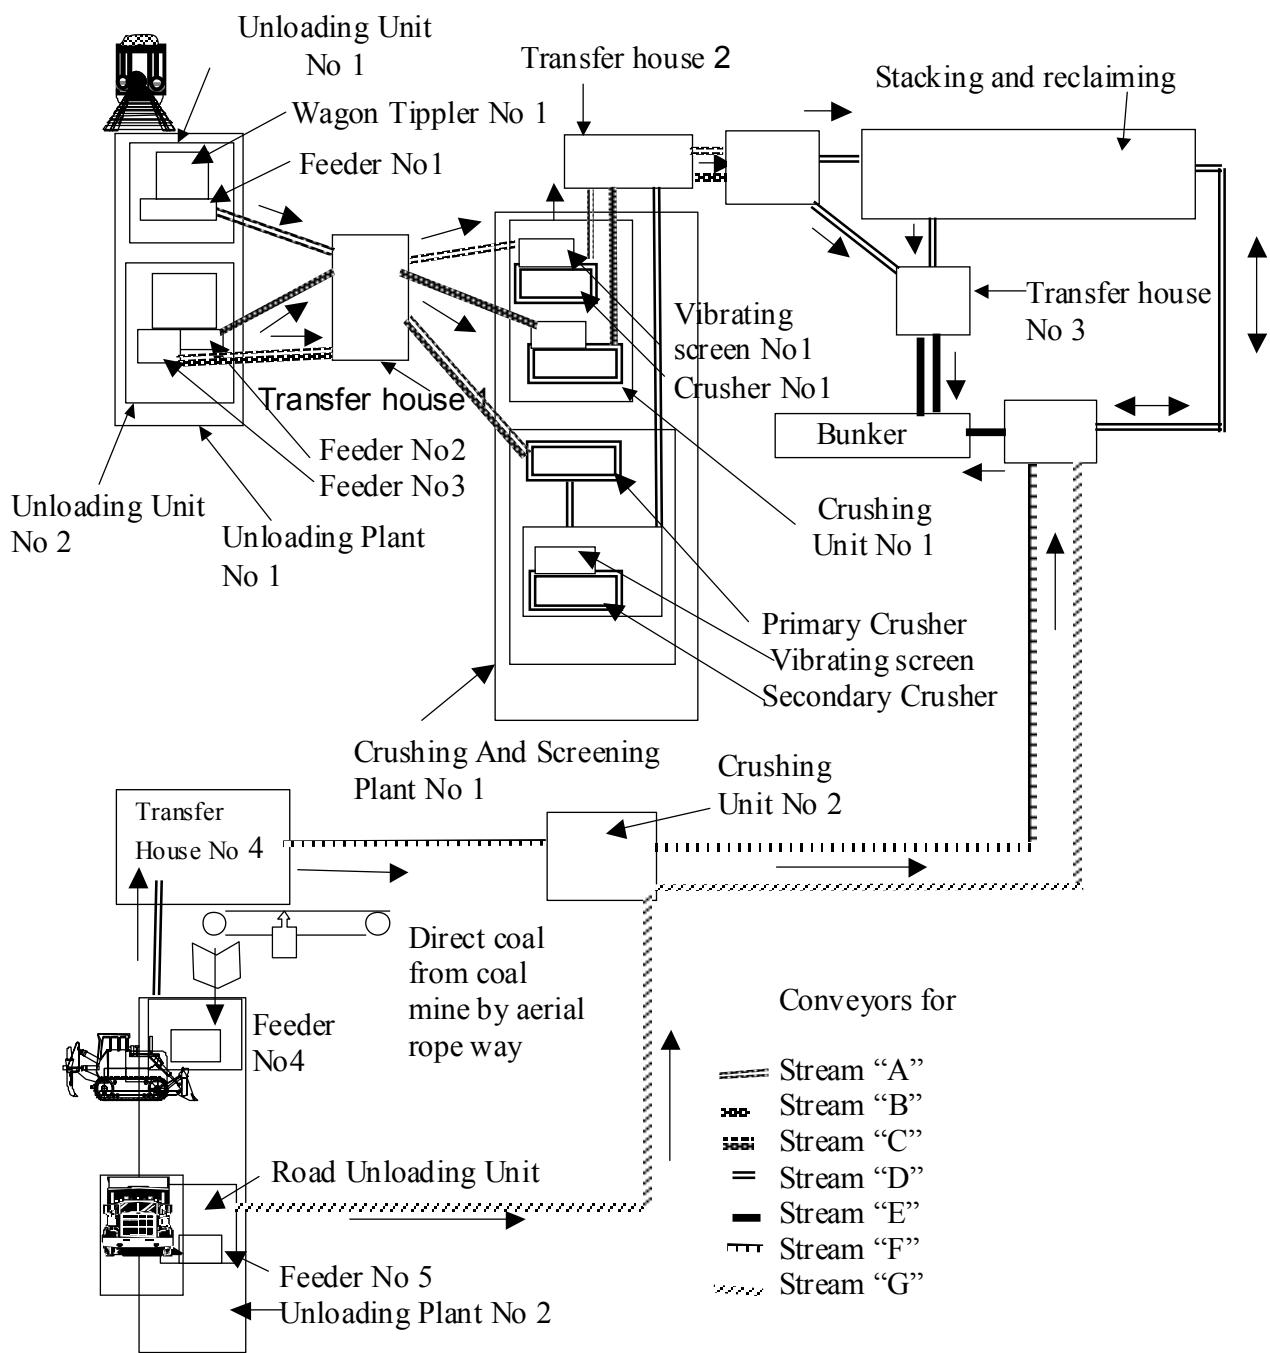 Unloading Unit
No 1
Transfer house 2
Stacking and reclaiming
Wagon Tippler No 1
Feeder No1
Transfer house
No 3
Vibrating
screen No1
Crusher No1
Transfer house 1
Bunker
Feeder No2
Feeder No3
Unloading Unit
No 2
Unloading Plant
No 1
Crushing
Unit No 1
Primary Crusher
Vibrating screen
Secondary Crusher
Crushing And Screening
Plant No 1
Crushing
Unit No 2
Transfer
House No 4
Direct coal
from coal
mine by aerial
rope way
Feeder
No4
Conveyors for
Stream “A”
Stream “B”
Stream “C”
Stream “D”
Stream “E”
Stream “F”
Stream “G”
Road Unloading Unit
Feeder No 5
Unloading Plant No 2